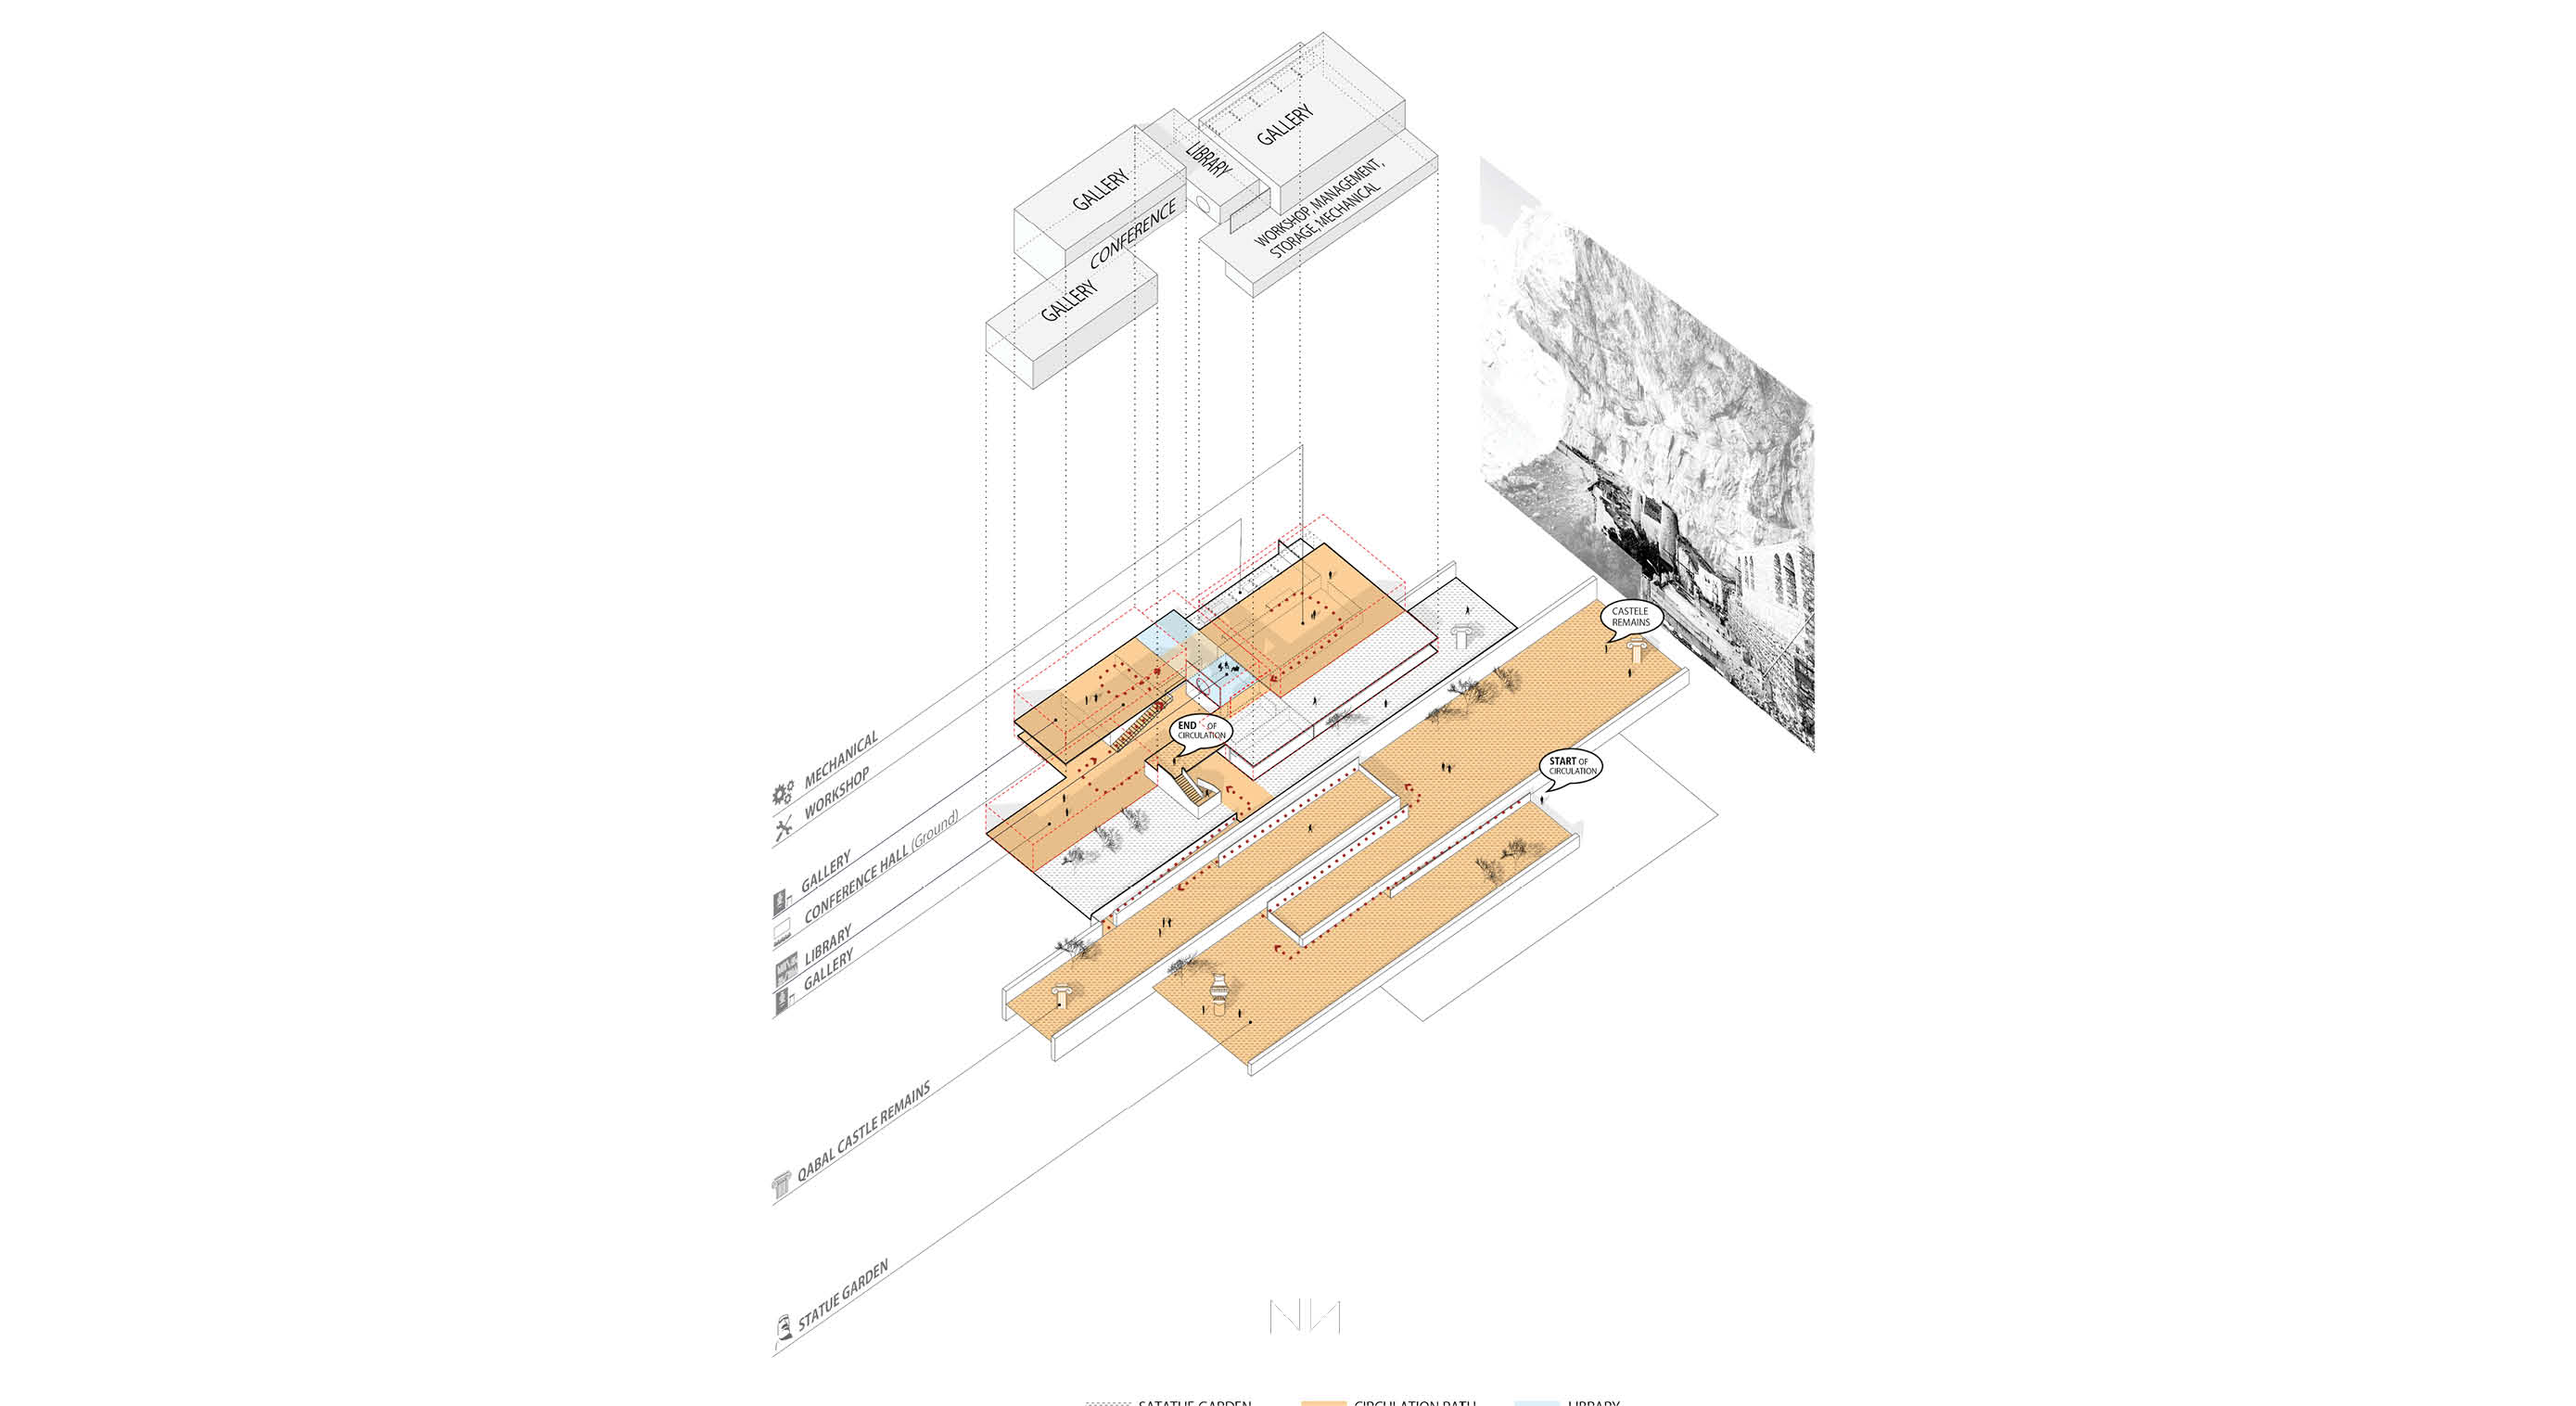 GALLERY
LIBRARY
GALLERY
CONFERENCE
WORKSHOP, MANAGEMENT,
STORAGE, MECHANICAL
GALLERY
CASTELE
REMAINS
END OF
CIRCULATION
START OF
CIRCULATION
MECHANICAL
WORKSHOP
GALLERY
CONFERENCE HALL (Ground)
LIBRARY
GALLERY
QABAL CASTLE REMAINS
STATUE GARDEN
SATATUE GARDEN
CIRCULATION PATH
LIBRARY